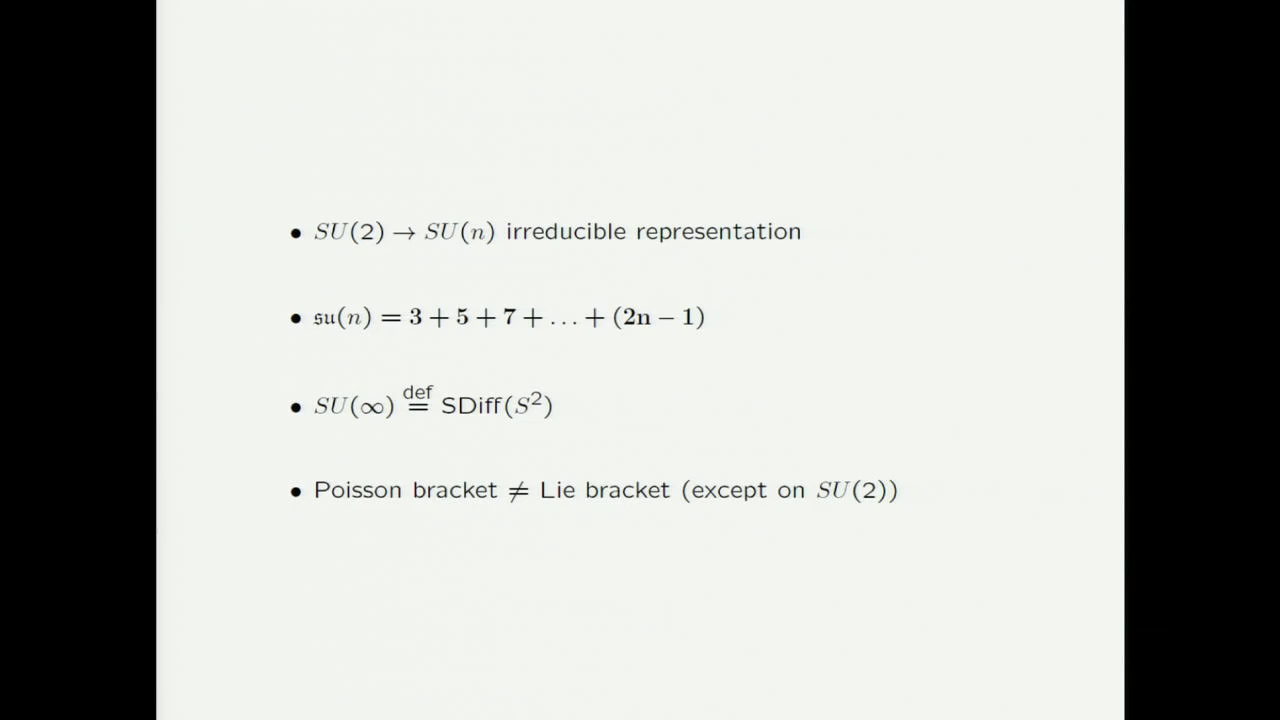 • SU(2) → SU(n) irreducible representation
• 𝔰𝔲(n) = 3 + 5 + 7 + … + (2n − 1)
• SU(∞) def= SDiff(S²)
• Poisson bracket ≠ Lie bracket (except on SU(2))